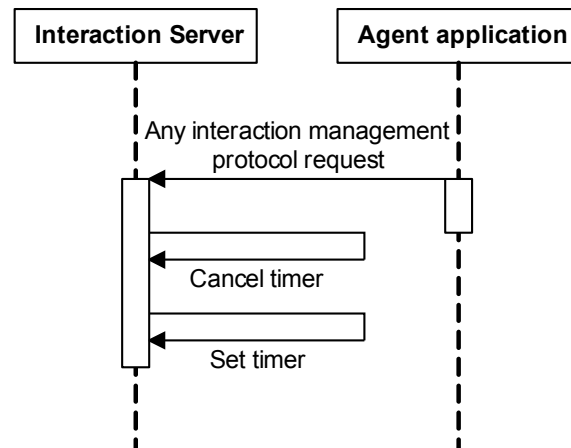 Interaction Server
Agent application
Any interaction management
protocol request
Cancel timer
Set timer